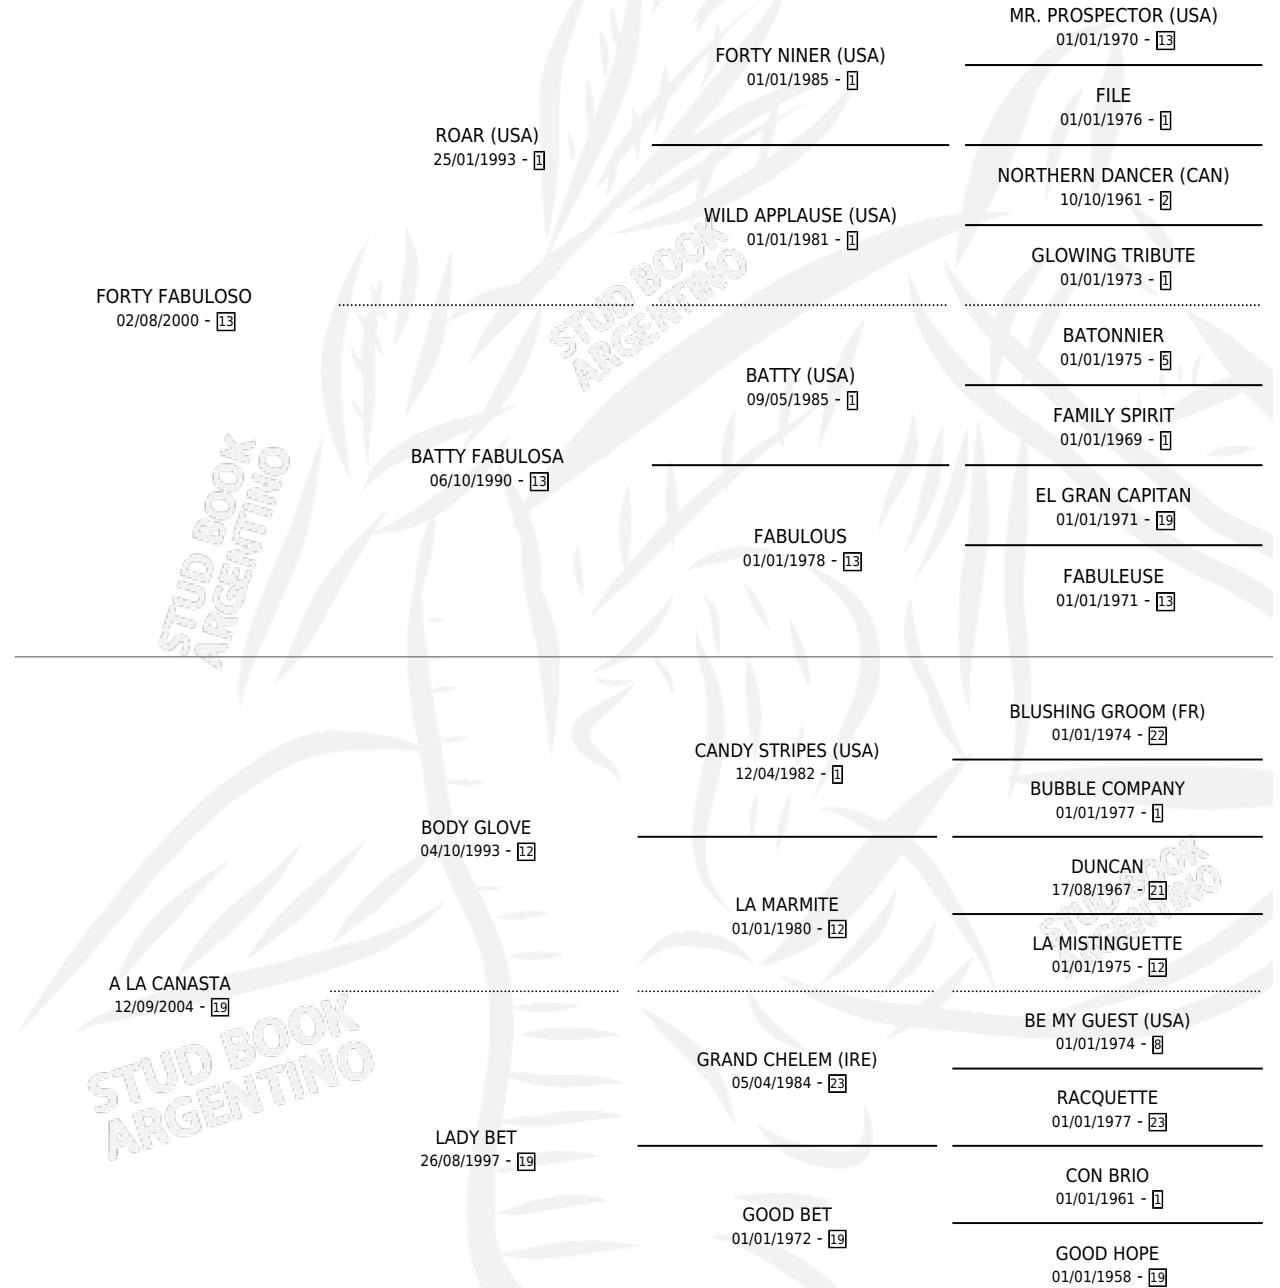 MR. PROSPECTOR (USA)
01/01/1970 - 13
FORTY NINER (USA)
01/01/1985 - 1
FILE
01/01/1976 - 1
ROAR (USA)
25/01/1993 - 1
NORTHERN DANCER (CAN)
10/10/1961 - 2
WILD APPLAUSE (USA)
01/01/1981 - 1
GLOWING TRIBUTE
01/01/1973 - 1
FORTY FABULOSO
02/08/2000 - 13
BATONNIER
01/01/1975 - 5
BATTY (USA)
09/05/1985 - 1
FAMILY SPIRIT
01/01/1969 - 1
BATTY FABULOSA
06/10/1990 - 13
EL GRAN CAPITAN
01/01/1971 - 19
FABULOUS
01/01/1978 - 13
FABULEUSE
01/01/1971 - 13
BLUSHING GROOM (FR)
01/01/1974 - 22
CANDY STRIPES (USA)
12/04/1982 - 1
BUBBLE COMPANY
01/01/1977 - 1
BODY GLOVE
04/10/1993 - 12
DUNCAN
17/08/1967 - 21
LA MARMITE
01/01/1980 - 12
LA MISTINGUETTE
01/01/1975 - 12
A LA CANASTA
12/09/2004 - 19
BE MY GUEST (USA)
01/01/1974 - 8
GRAND CHELEM (IRE)
05/04/1984 - 23
RACQUETTE
01/01/1977 - 23
LADY BET
26/08/1997 - 19
CON BRIO
01/01/1961 - 1
GOOD BET
01/01/1972 - 19
GOOD HOPE
01/01/1958 - 19
STUD BOOK
ARGENTINO
STUD BOOK
ARGENTINO
STUD BOOK
ARGENTINO
STUD BOOK
ARGENTINO